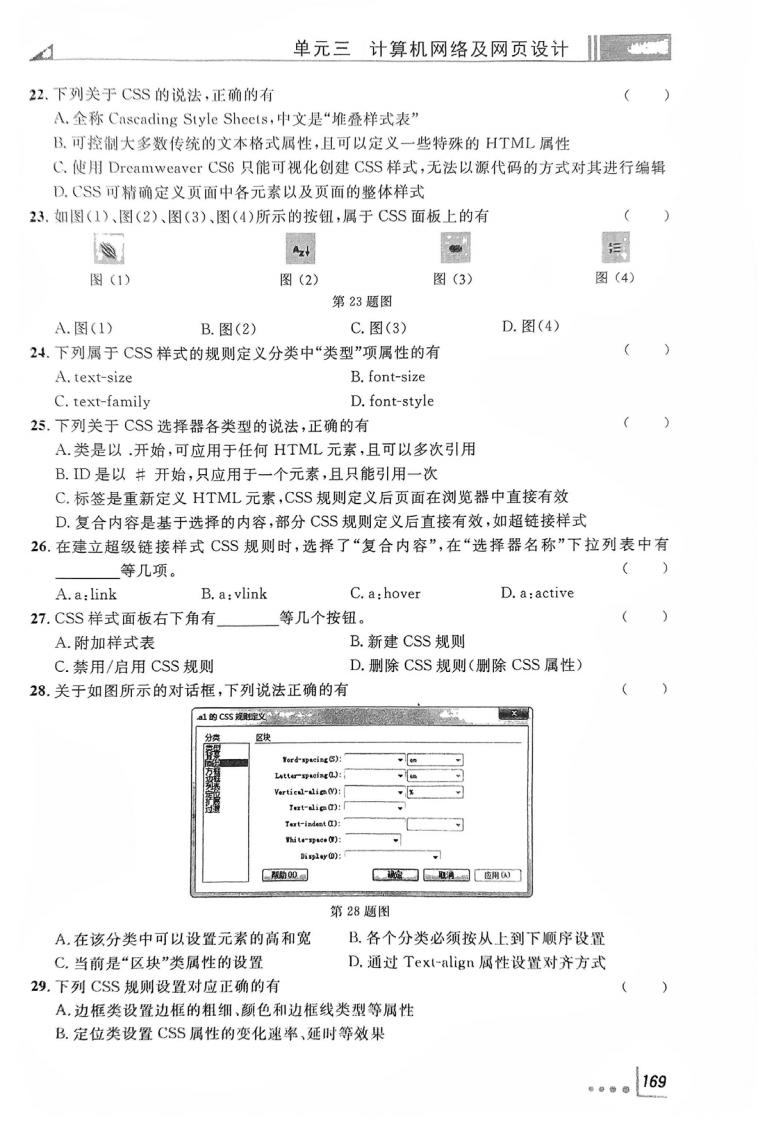 单元三 计算机网络及网页设计
22. 下列关于 CSS 的说法,正确的有 ( )
A. 全称 Cascading Style Sheets,中文是“堆叠样式表”
B. 可控制大多数传统的文本格式属性,且可以定义一些特殊的 HTML 属性
C. 使用 Dreamweaver CS6 只能可视化创建 CSS 样式,无法以源代码的方式对其进行编辑
D. CSS 可精确定义页面中各元素以及页面的整体样式
23. 如图(1)、图(2)、图(3)、图(4)所示的按钮,属于 CSS 面板上的有 ( )
图(1) 图(2) 图(3) 图(4)
第 23 题图
A. 图(1) B. 图(2) C. 图(3) D. 图(4)
24. 下列属于 CSS 样式的规则定义分类中“类型”项属性的有 ( )
A. text-size B. font-size
C. text-family D. font-style
25. 下列关于 CSS 选择器各类型的说法,正确的有 ( )
A. 类是以 .开始,可应用于任何 HTML 元素,且可以多次引用
B. ID 是以 # 开始,只应用于一个元素,且只能引用一次
C. 标签是重新定义 HTML 元素,CSS 规则定义后页面在浏览器中直接有效
D. 复合内容是基于选择的内容,部分 CSS 规则定义后直接有效,如超链接样式
26. 在建立超级链接样式 CSS 规则时,选择了“复合内容”,在“选择器名称”下拉列表中有
______等几项。 ( )
A. a:link B. a:vlink C. a:hover D. a:active
27. CSS 样式面板右下角有______等几个按钮。 ( )
A. 附加样式表 B. 新建 CSS 规则
C. 禁用/启用 CSS 规则 D. 删除 CSS 规则(删除 CSS 属性)
28. 关于如图所示的对话框,下列说法正确的有 ( )
.a1 的 CSS 规则定义
分类 区块
类型
背景
区块
方框
边框
列表
定位
扩展
过渡
Word-spacing(S): em
Letter-spacing(L): em
Vertical-align(V): %
Text-align(T):
Text-indent(I):
White-space(W):
Display(D):
帮助(H) 确定 取消 应用(A)
第 28 题图
A. 在该分类中可以设置元素的高和宽 B. 各个分类必须按从上到下顺序设置
C. 当前是“区块”类属性的设置 D. 通过 Text-align 属性设置对齐方式
29. 下列 CSS 规则设置对应正确的有 ( )
A. 边框类设置边框的粗细、颜色和边框线类型等属性
B. 定位类设置 CSS 属性的变化速率、延时等效果
169